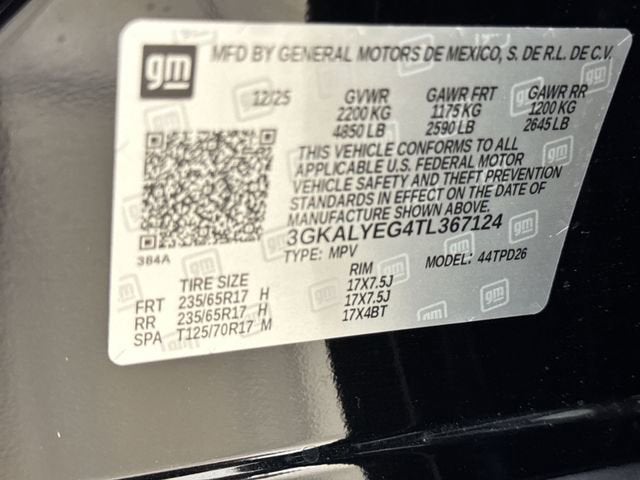 gm
MFD BY GENERAL MOTORS DE MEXICO, S. DE R.L. DE C.V.
12/25 GVWR GAWR FRT GAWR RR
2200 KG 1175 KG 1200 KG
4850 LB 2590 LB 2645 LB
THIS VEHICLE CONFORMS TO ALL
APPLICABLE U.S. FEDERAL MOTOR
VEHICLE SAFETY AND THEFT PREVENTION
STANDARDS IN EFFECT ON THE DATE OF
MANUFACTURE SHOWN ABOVE.
3GKALYEG4TL367124
384A
TYPE: MPV MODEL: 44TPD26
TIRE SIZE RIM
FRT 235/65R17 H 17X7.5J
RR 235/65R17 H 17X7.5J
SPA T125/70R17 M 17X4BT